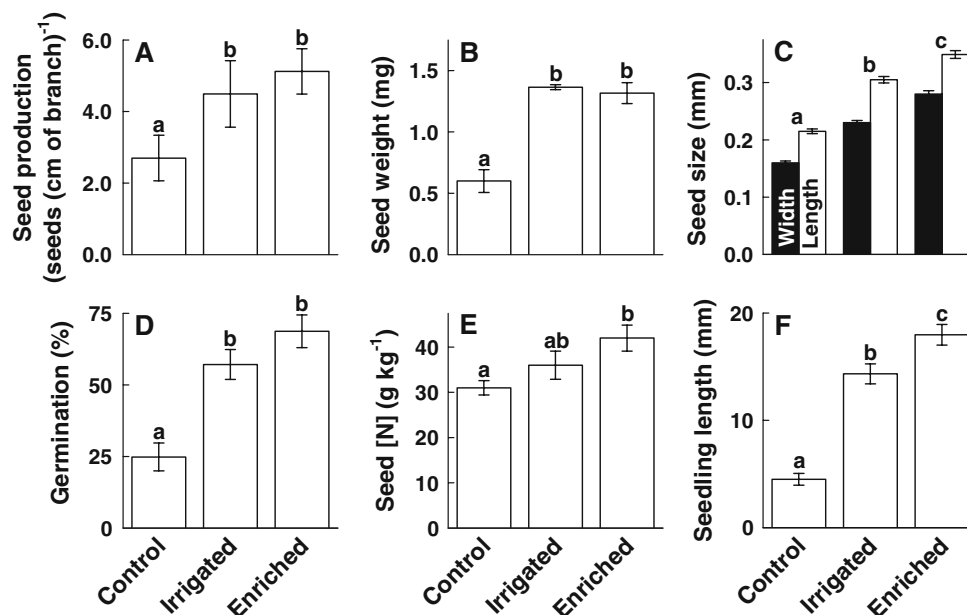 A
Seed production
(seeds (cm of branch)⁻¹)
6.0
4.0
2.0
0.0
a
b
b
B
Seed weight (mg)
1.5
1.0
0.5
0.0
a
b
b
C
Seed size (mm)
0.3
0.2
0.1
0.0
a
b
c
Width
Length
D
Germination (%)
75
50
25
0
a
b
b
Control
Irrigated
Enriched
E
Seed [N] (g kg⁻¹)
40
30
20
10
0
a
ab
b
Control
Irrigated
Enriched
F
Seedling length (mm)
20
10
0
a
b
c
Control
Irrigated
Enriched